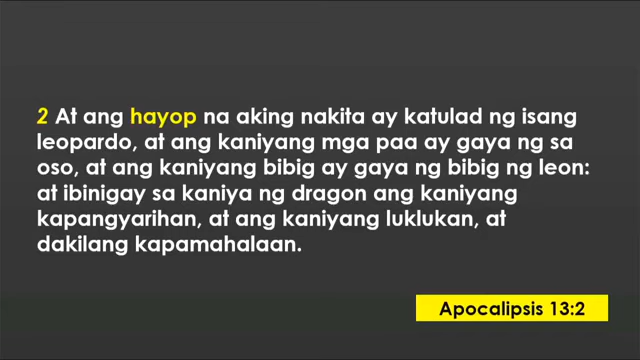 2 At ang hayop na aking nakita ay katulad ng isang
leopardo, at ang kaniyang mga paa ay gaya ng sa
oso, at ang kaniyang bibig ay gaya ng bibig ng leon:
at ibinigay sa kaniya ng dragon ang kaniyang
kapangyarihan, at ang kaniyang luklukan, at
dakilang kapamahalaan.
Apocalipsis 13:2